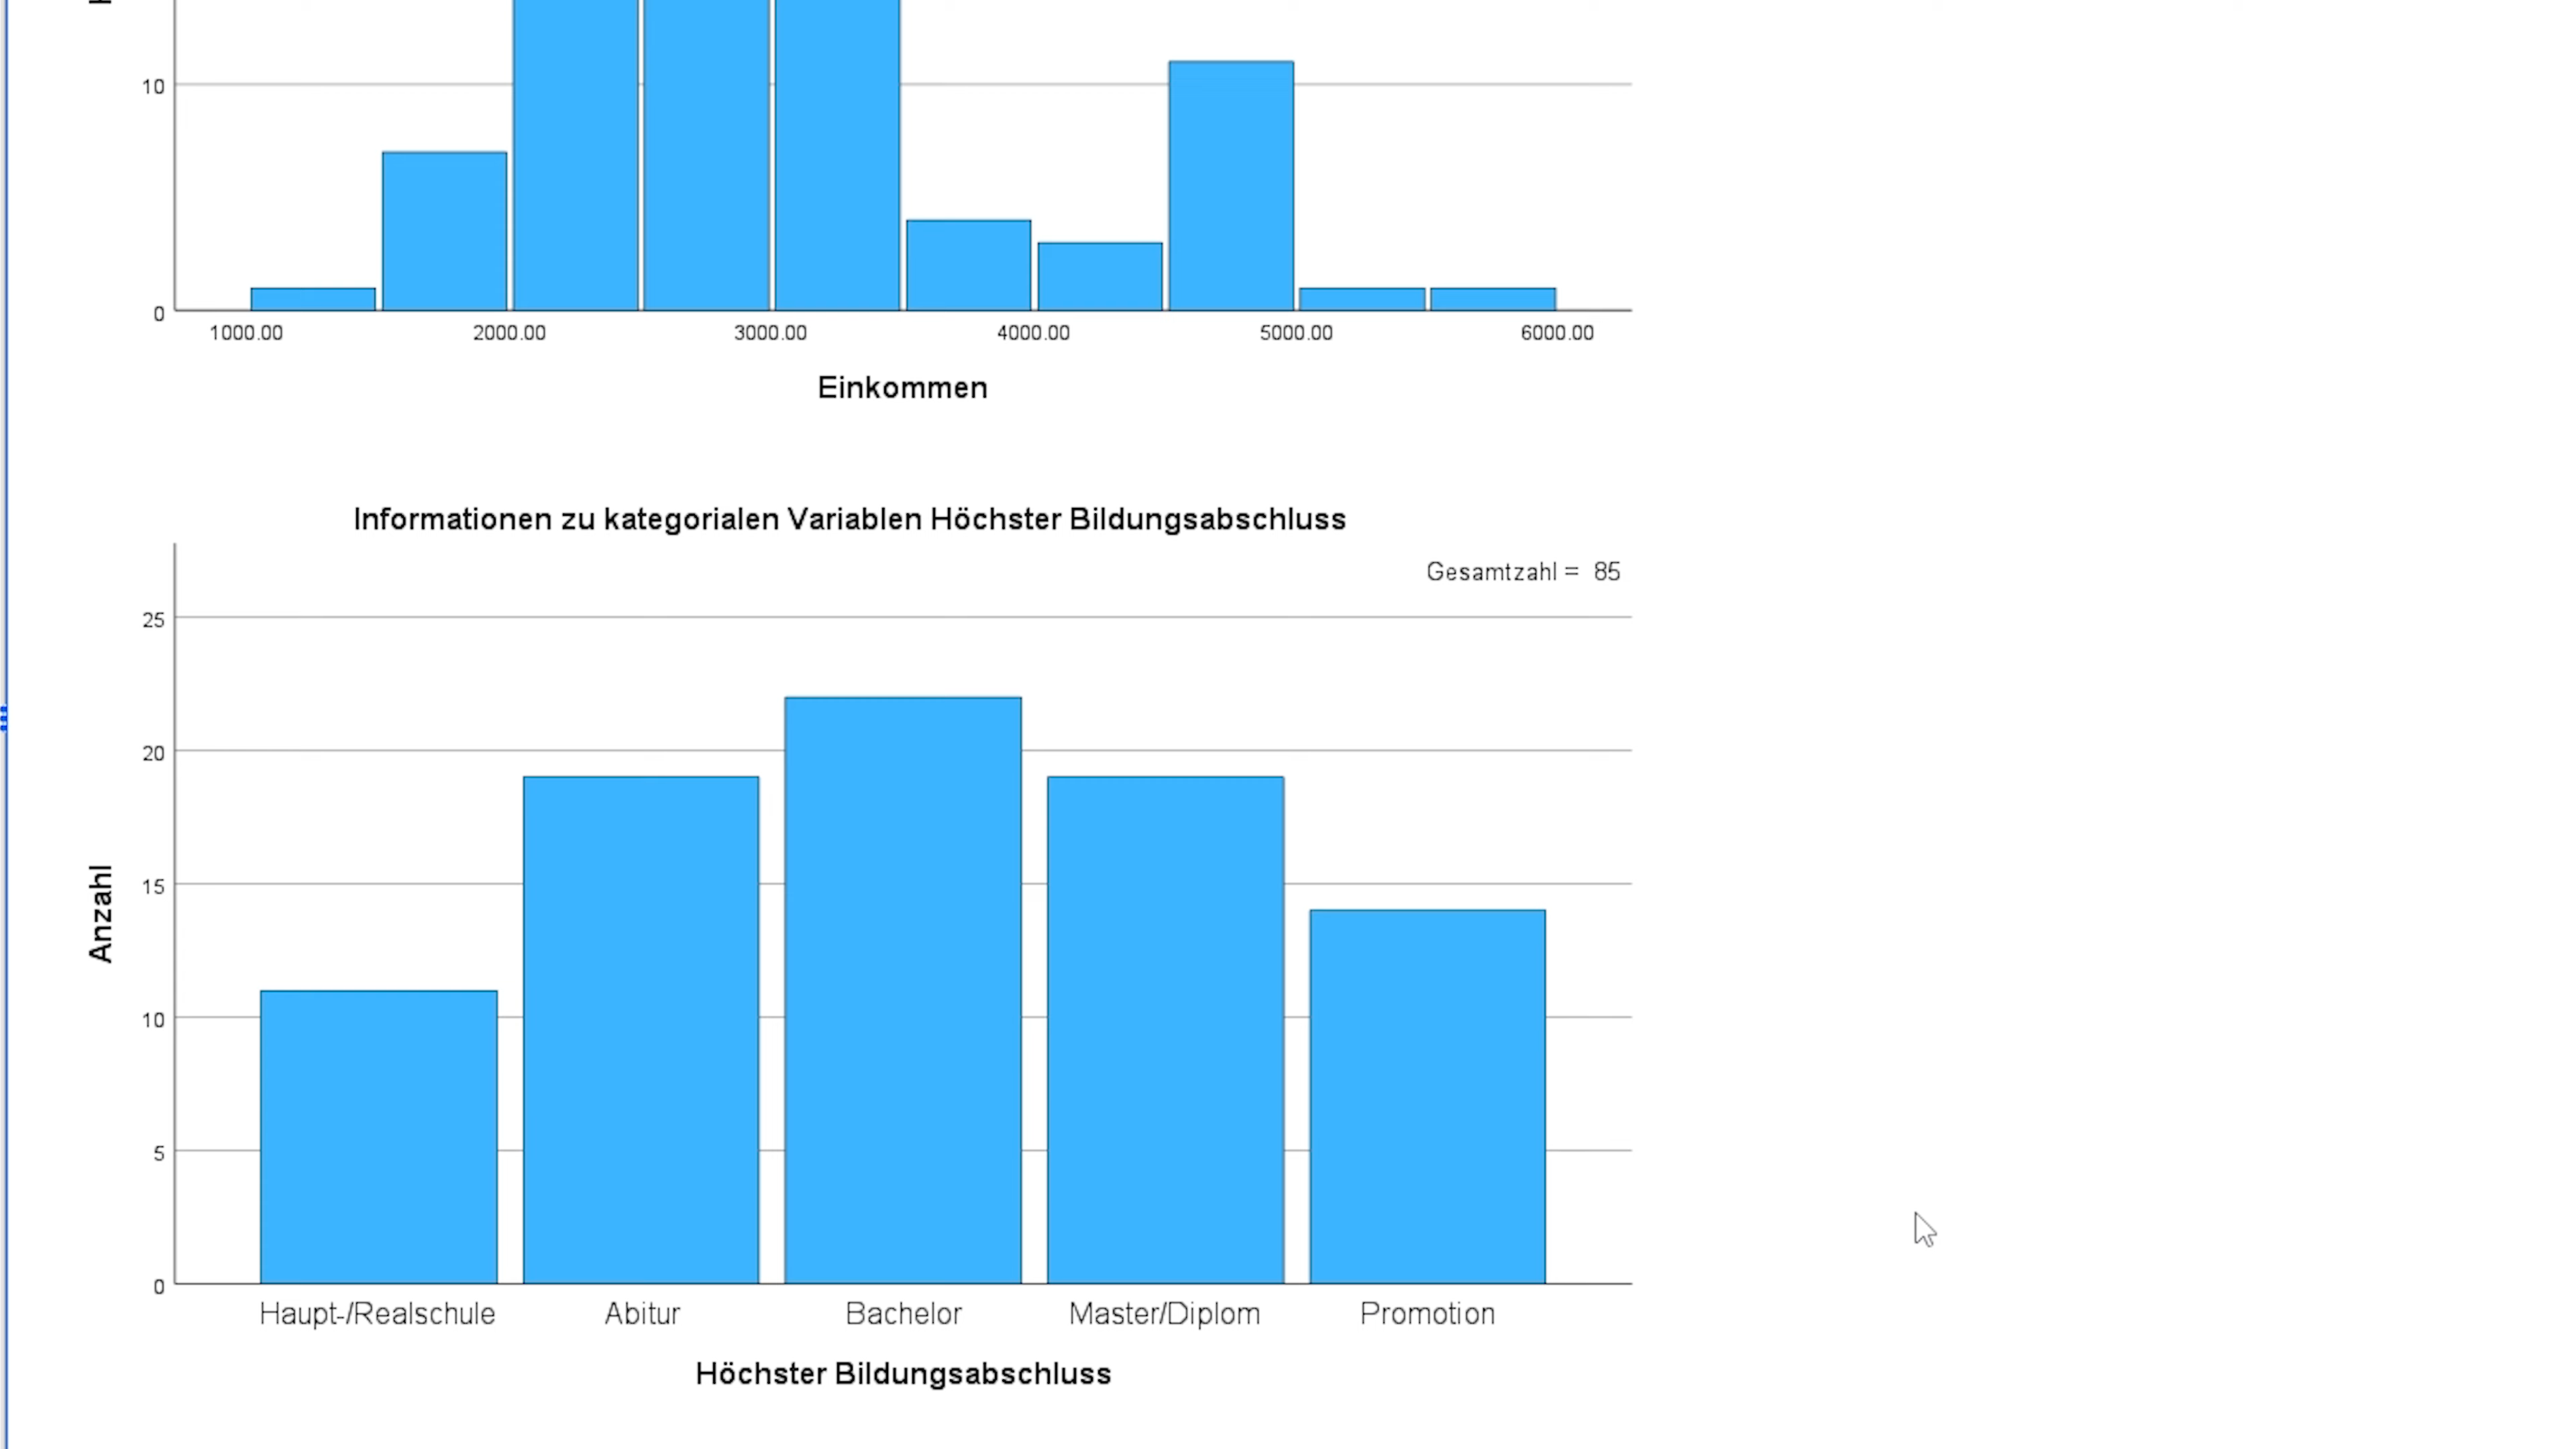 10
0
1000.00 2000.00 3000.00 4000.00 5000.00 6000.00
Einkommen
Informationen zu kategorialen Variablen Höchster Bildungsabschluss
Gesamtzahl = 85
25
20
15
10
5
0
Anzahl
Haupt-/Realschule Abitur Bachelor Master/Diplom Promotion
Höchster Bildungsabschluss